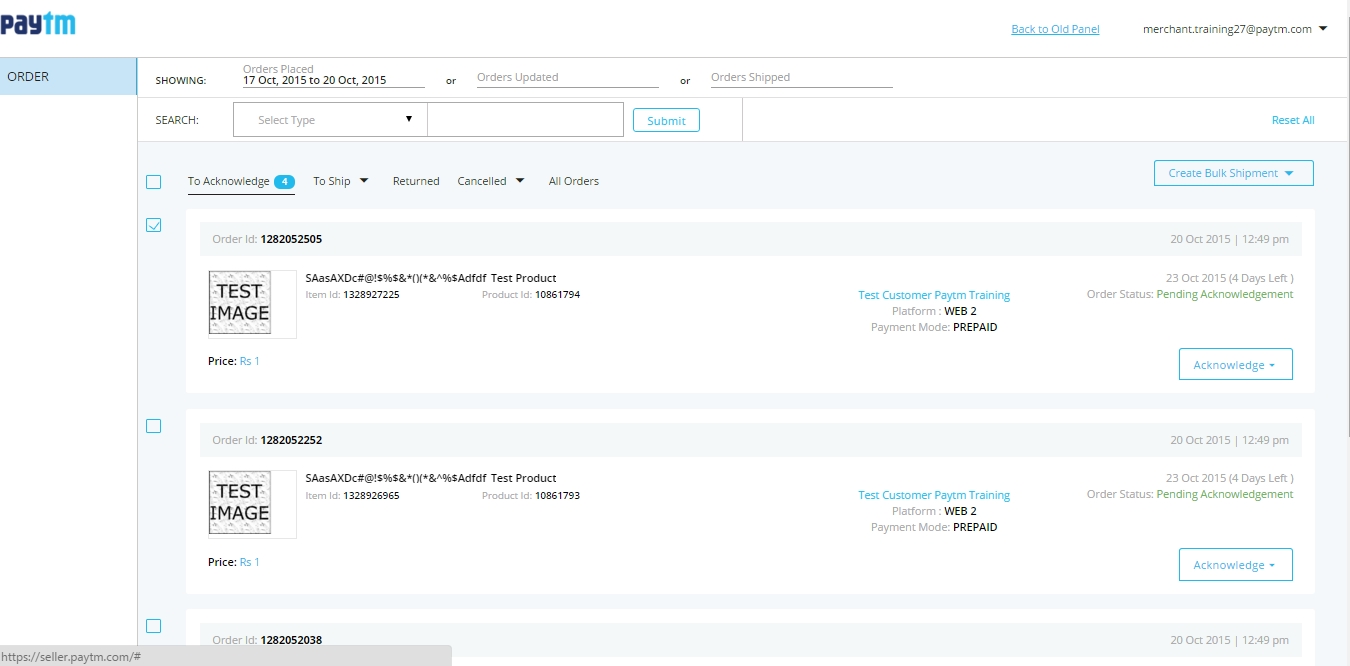 paytm
Back to Old Panel
merchant.training27@paytm.com
ORDER
SHOWING:
Orders Placed
17 Oct, 2015 to 20 Oct, 2015
or
Orders Updated
or
Orders Shipped
SEARCH:
Select Type
Submit
Reset All
To Acknowledge 4
To Ship
Returned
Cancelled
All Orders
Create Bulk Shipment
Order Id: 1282052505
20 Oct 2015 | 12:49 pm
TEST
IMAGE
SAasAXDc#@!$%$&*()(*&^%$Adfdf Test Product
Item Id: 1328927225
Product Id: 10861794
Test Customer Paytm Training
Platform : WEB 2
Payment Mode: PREPAID
23 Oct 2015 (4 Days Left )
Order Status: Pending Acknowledgement
Price: Rs 1
Acknowledge
Order Id: 1282052252
20 Oct 2015 | 12:49 pm
TEST
IMAGE
SAasAXDc#@!$%$&*()(*&^%$Adfdf Test Product
Item Id: 1328926965
Product Id: 10861793
Test Customer Paytm Training
Platform : WEB 2
Payment Mode: PREPAID
23 Oct 2015 (4 Days Left )
Order Status: Pending Acknowledgement
Price: Rs 1
Acknowledge
Order Id: 1282052038
20 Oct 2015 | 12:49 pm
https://seller.paytm.com/#